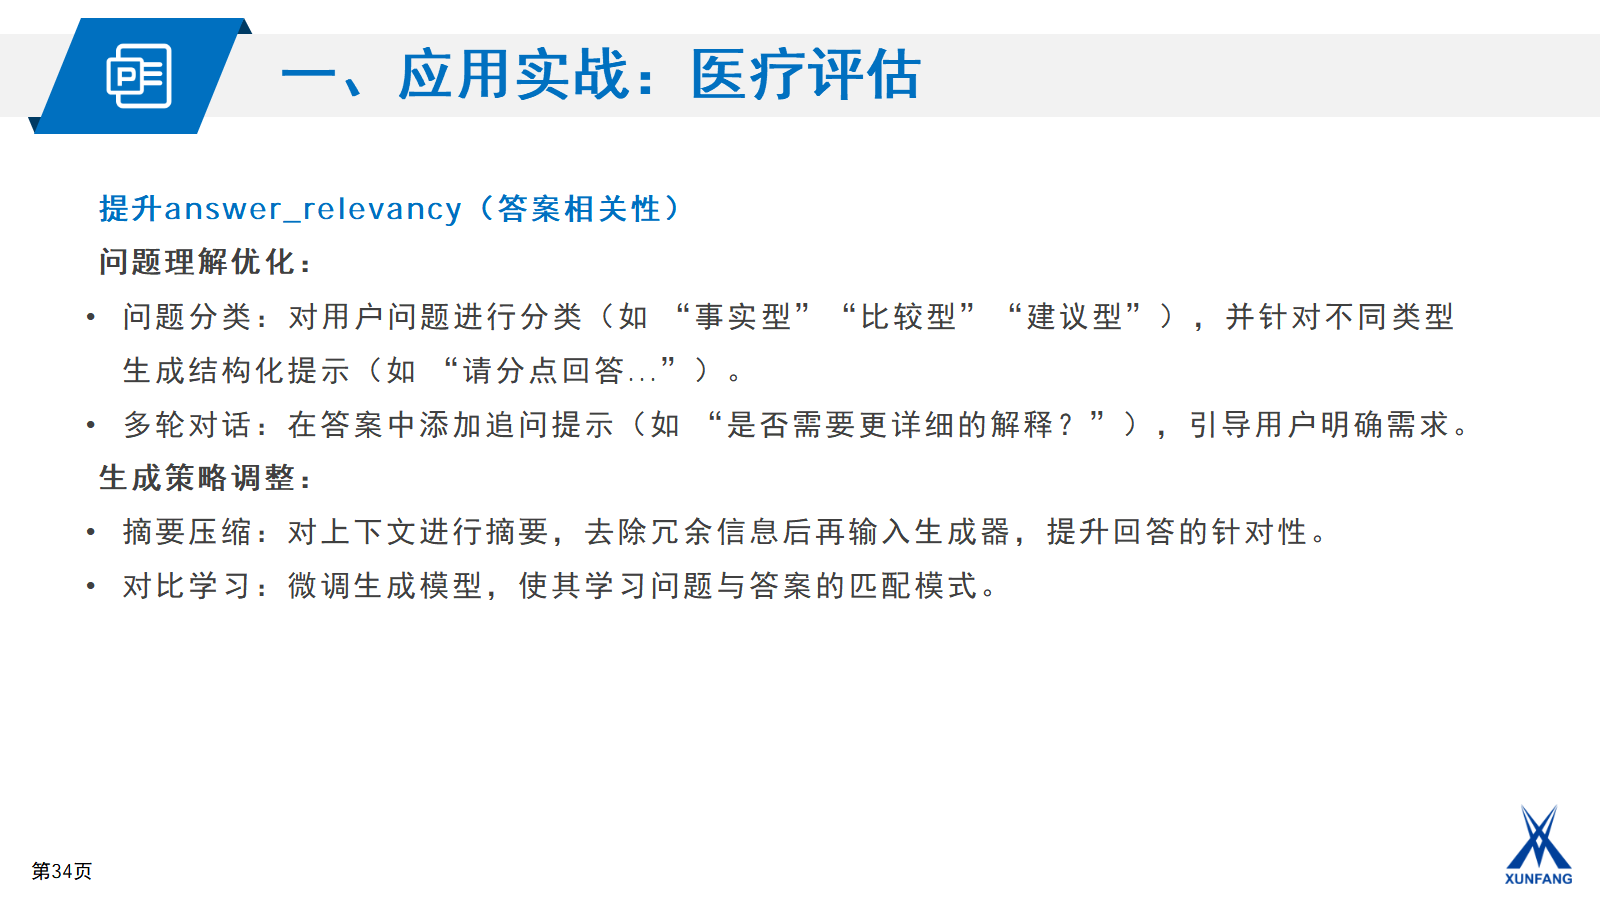 一、应用实战：医疗评估
提升answer_relevancy（答案相关性）
问题理解优化：
• 问题分类：对用户问题进行分类（如 “事实型” “比较型” “建议型” ），并针对不同类型
生成结构化提示（如 “请分点回答...” ）。
• 多轮对话：在答案中添加追问提示（如 “是否需要更详细的解释？” ），引导用户明确需求。
生成策略调整：
• 摘要压缩：对上下文进行摘要，去除冗余信息后再输入生成器，提升回答的针对性。
• 对比学习：微调生成模型，使其学习问题与答案的匹配模式。
第34页
XUNFANG